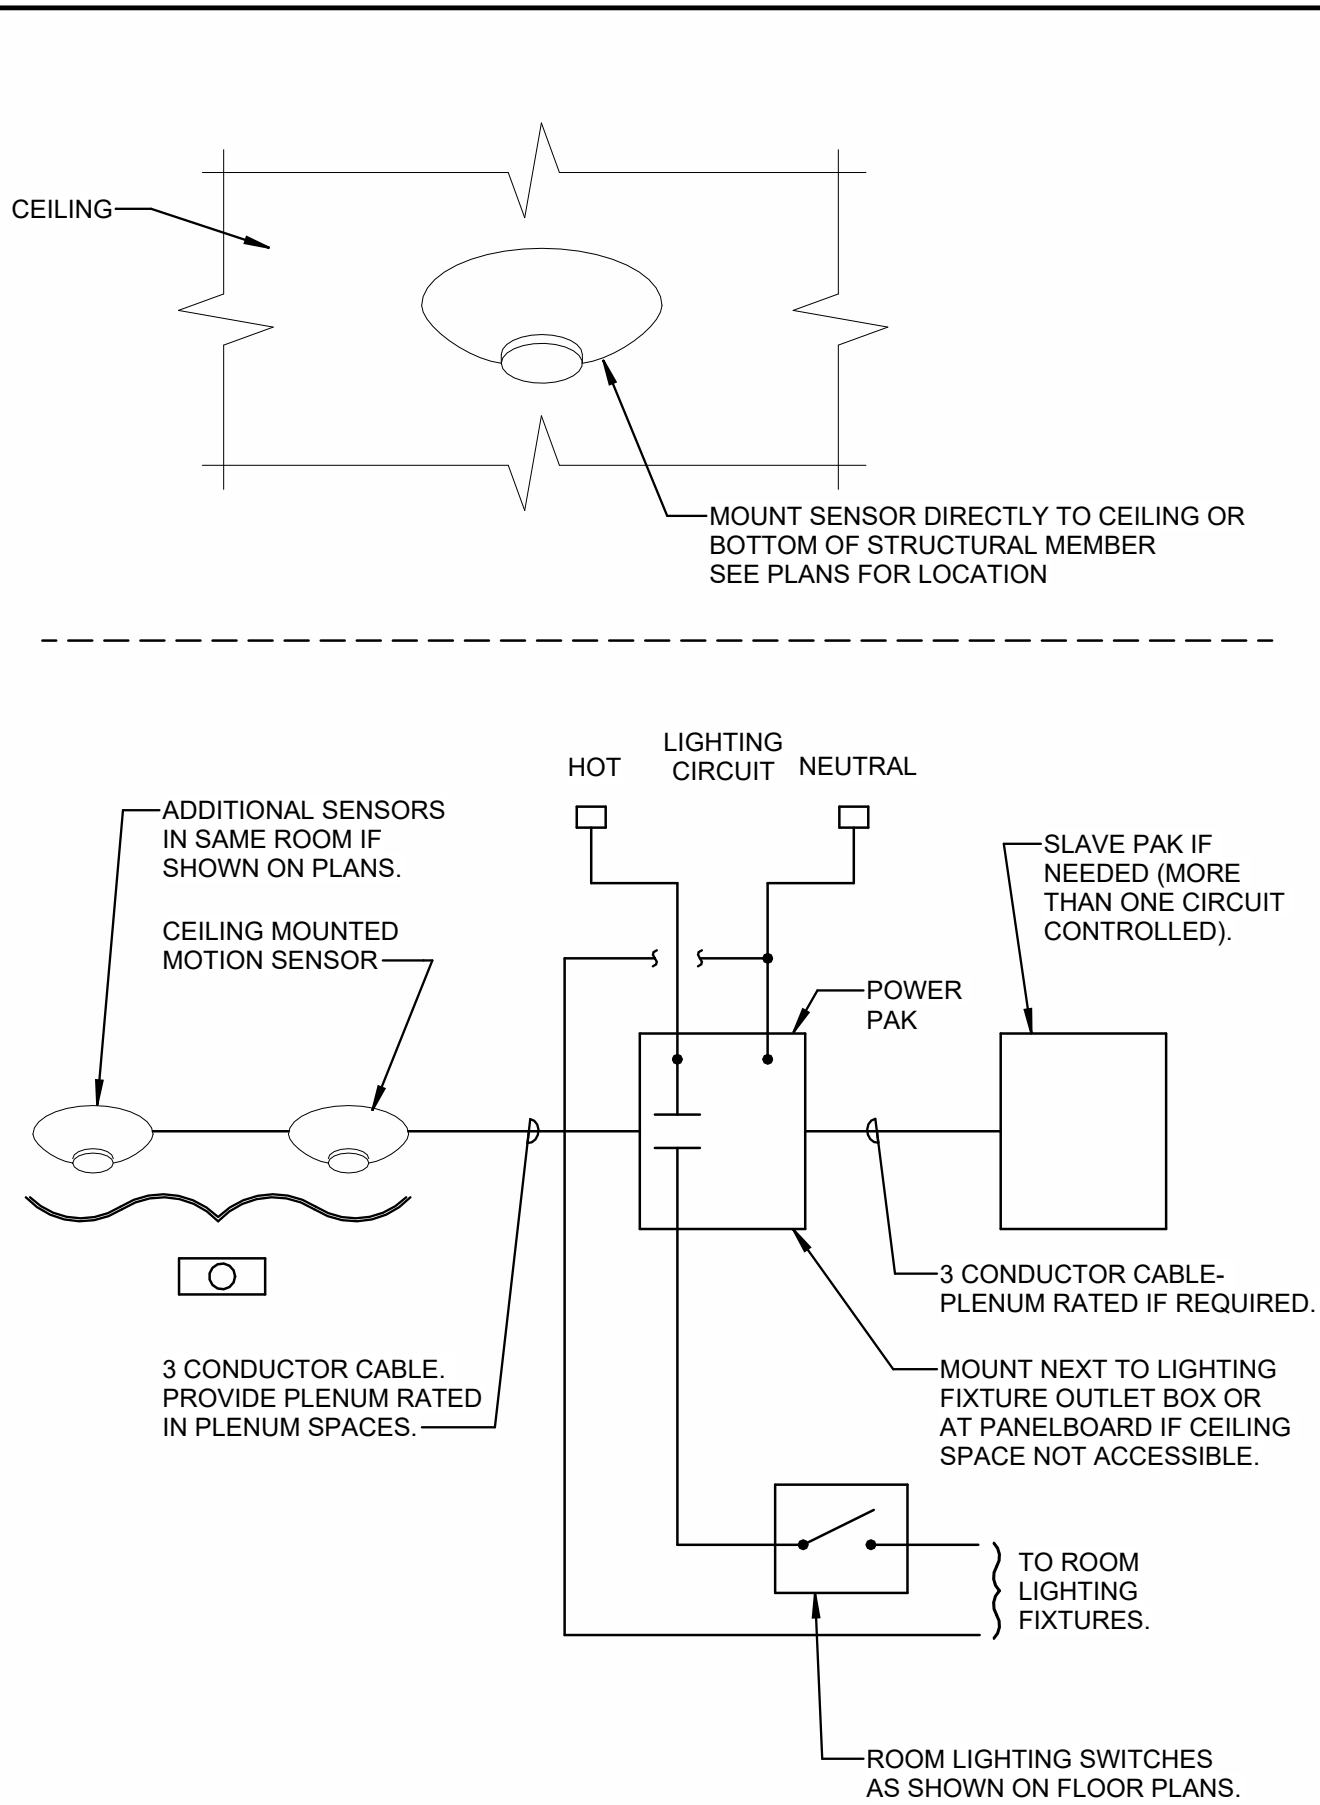 CEILING
MOUNT SENSOR DIRECTLY TO CEILING OR
BOTTOM OF STRUCTURAL MEMBER
SEE PLANS FOR LOCATION
HOT
LIGHTING
CIRCUIT
NEUTRAL
ADDITIONAL SENSORS
IN SAME ROOM IF
SHOWN ON PLANS.
SLAVE PAK IF
NEEDED (MORE
THAN ONE CIRCUIT
CONTROLLED).
CEILING MOUNTED
MOTION SENSOR
POWER
PAK
3 CONDUCTOR CABLE-
PLENUM RATED IF REQUIRED.
3 CONDUCTOR CABLE.
PROVIDE PLENUM RATED
IN PLENUM SPACES.
MOUNT NEXT TO LIGHTING
FIXTURE OUTLET BOX OR
AT PANELBOARD IF CEILING
SPACE NOT ACCESSIBLE.
TO ROOM
LIGHTING
FIXTURES.
ROOM LIGHTING SWITCHES
AS SHOWN ON FLOOR PLANS.